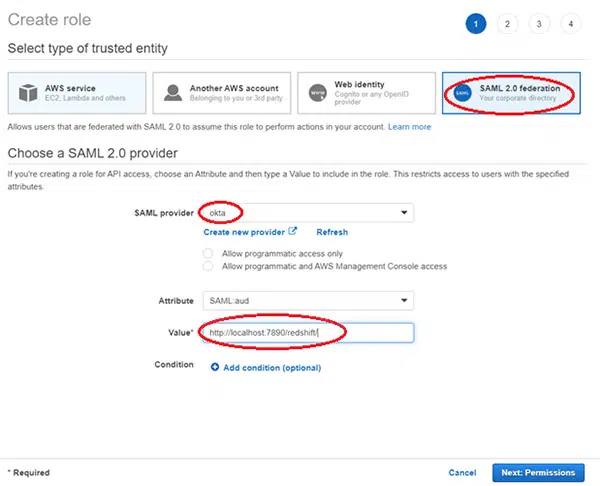 Create role
1 2 3 4
Select type of trusted entity
AWS service
EC2, Lambda and others
Another AWS account
Belonging to you or 3rd party
WWW
Web identity
Cognito or any OpenID
provider
SAML
SAML 2.0 federation
Your corporate directory
Allows users that are federated with SAML 2.0 to assume this role to perform actions in your account. Learn more
Choose a SAML 2.0 provider
If you're creating a role for API access, choose an Attribute and then type a Value to include in the role. This restricts access to users with the specified
attributes.
SAML provider okta
Create new provider Refresh
Allow programmatic access only
Allow programmatic and AWS Management Console access
Attribute SAML:aud
Value* http://localhost:7890/redshift/
Condition Add condition (optional)
* Required Cancel Next: Permissions